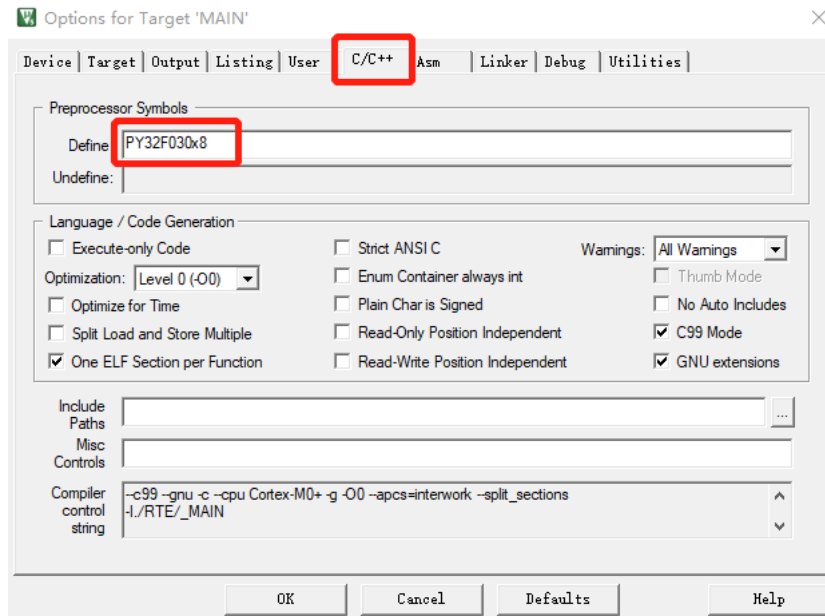 Options for Target 'MAIN'
Device Target Output Listing User C/C++ Asm Linker Debug Utilities
Preprocessor Symbols
Define PY32F030x8
Undefine:
Language / Code Generation
Execute-only Code Strict ANSI C Warnings: All Warnings
Optimization: Level 0 (-O0) Enum Container always int Thumb Mode
Optimize for Time Plain Char is Signed No Auto Includes
Split Load and Store Multiple Read-Only Position Independent C99 Mode
One ELF Section per Function Read-Write Position Independent GNU extensions
Include
Paths
...
Misc
Controls
Compiler
control
string
--c99 --gnu -c --cpu Cortex-M0+ -g -O0 --apcs=interwork --split_sections
-I./RTE/_MAIN
OK Cancel Defaults Help